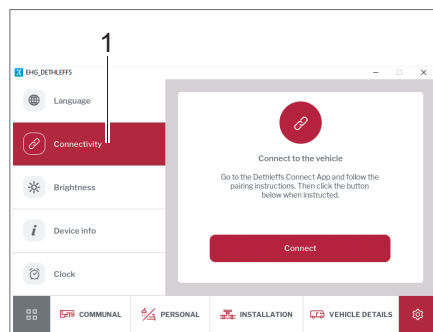 1
EHG_DETHLEFFS
Language
Connectivity
Brightness
Device info
Clock
Connect to the vehicle
Go to the Dethleffs Connect App and follow the
pairing instructions. Then click the button
below when instructed.
Connect
COMMUNAL
PERSONAL
INSTALLATION
VEHICLE DETAILS